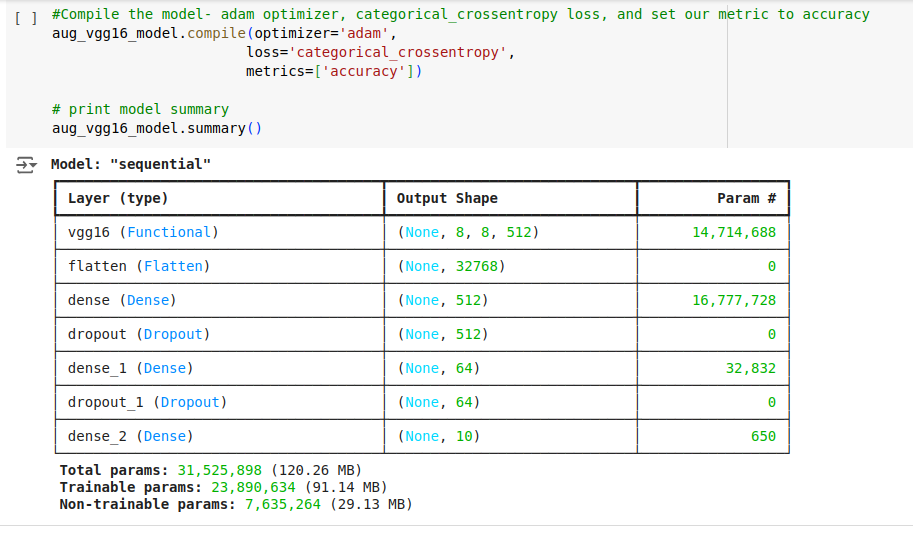 [ ] #Compile the model- adam optimizer, categorical_crossentropy loss, and set our metric to accuracy
aug_vgg16_model.compile(optimizer='adam',
loss='categorical_crossentropy',
metrics=['accuracy'])
# print model summary
aug_vgg16_model.summary()
Model: "sequential"
Layer (type) Output Shape Param #
vgg16 (Functional) (None, 8, 8, 512) 14,714,688
flatten (Flatten) (None, 32768) 0
dense (Dense) (None, 512) 16,777,728
dropout (Dropout) (None, 512) 0
dense_1 (Dense) (None, 64) 32,832
dropout_1 (Dropout) (None, 64) 0
dense_2 (Dense) (None, 10) 650
Total params: 31,525,898 (120.26 MB)
Trainable params: 23,890,634 (91.14 MB)
Non-trainable params: 7,635,264 (29.13 MB)